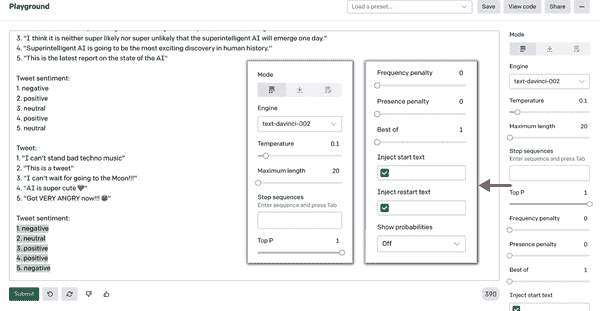 Playground
Load a preset...
Save
View code
Share
...
3. "I think it is neither super likely nor super unlikely that the superintelligent AI will emerge one day."
4. "Superintelligent AI is going to be the most exciting discovery in human history."
5. "This is the latest report on the state of the AI"
Tweet sentiment:
1. negative
2. positive
3. neutral
4. positive
5. neutral
Tweet:
1. "I can't stand bad techno music"
2. "This is a tweet"
3. "I can't wait for going to the Moon!!!"
4. "AI is super cute ❤️"
5. "Got VERY ANGRY now!!! 😡"
Tweet sentiment:
1. negative
2. neutral
3. positive
4. positive
5. negative
Submit
390
Mode
Engine
text-davinci-002
Temperature 0.1
Maximum length 20
Stop sequences
Enter sequence and press Tab
Top P 1
Frequency penalty 0
Presence penalty 0
Best of 1
Inject start text
Inject restart text
Show probabilities
Off
Mode
Engine
text-davinci-002
Temperature 0.1
Maximum length 20
Stop sequences
Enter sequence and press Tab
Top P 1
Frequency penalty 0
Presence penalty 0
Best of 1
Inject start text